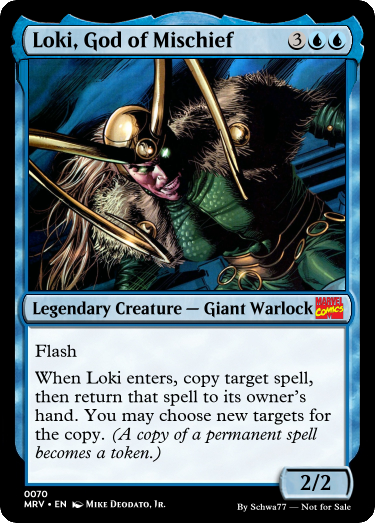 Loki, God of Mischief 3
Legendary Creature — Giant Warlock MARVEL COMICS
Flash
When Loki enters, copy target spell,
then return that spell to its owner's
hand. You may choose new targets for
the copy. (A copy of a permanent spell
becomes a token.)
2/2
0070
MRV • EN Mike Deodato, Jr.
By Schwa77 — Not for Sale